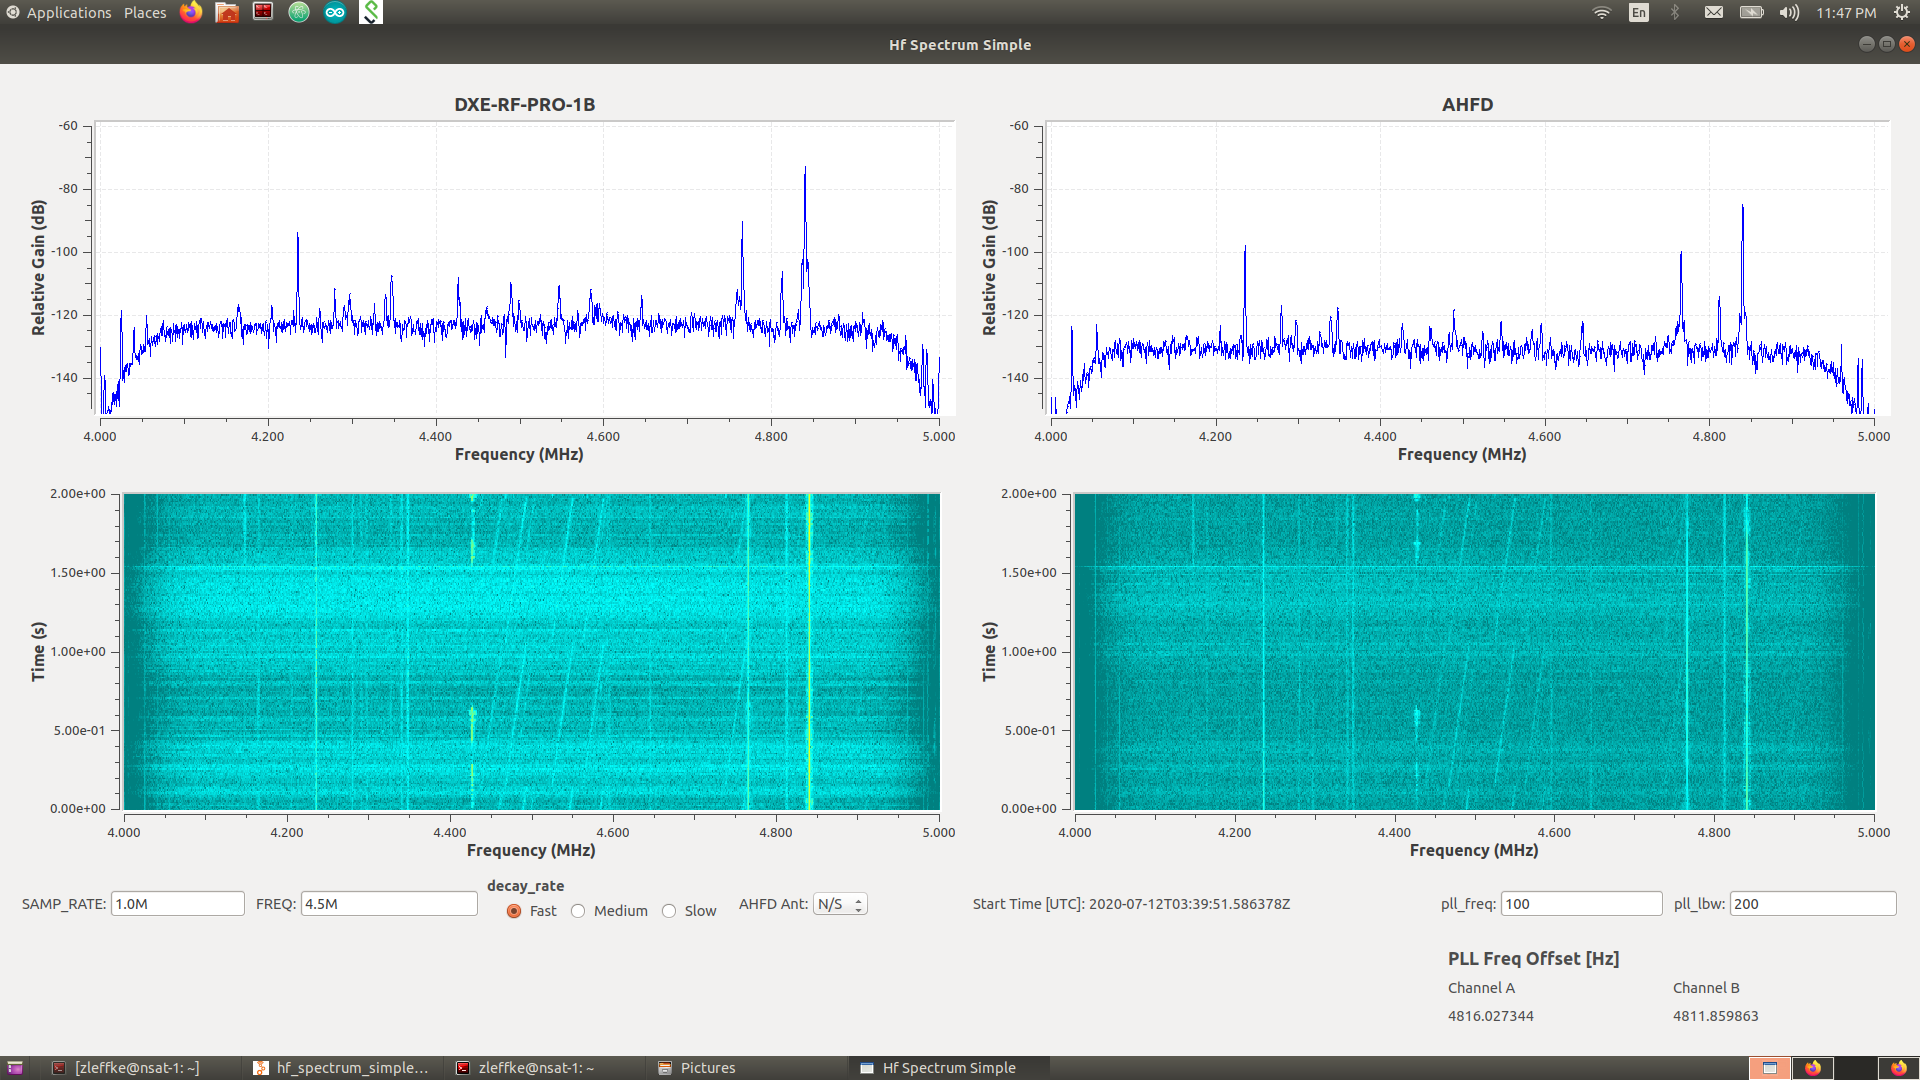 Applications Places En 11:47 PM
Hf Spectrum Simple
DXE-RF-PRO-1B
-60
-80
-100
-120
-140
Relative Gain (dB)
4.000 4.200 4.400 4.600 4.800 5.000
Frequency (MHz)
AHFD
-60
-80
-100
-120
-140
Relative Gain (dB)
4.000 4.200 4.400 4.600 4.800 5.000
Frequency (MHz)
2.00e+00
1.50e+00
1.00e+00
5.00e-01
0.00e+00
Time (s)
4.000 4.200 4.400 4.600 4.800 5.000
Frequency (MHz)
2.00e+00
1.50e+00
1.00e+00
5.00e-01
0.00e+00
Time (s)
4.000 4.200 4.400 4.600 4.800 5.000
Frequency (MHz)
decay_rate
SAMP_RATE: 1.0M FREQ: 4.5M Fast Medium Slow AHFD Ant: N/S Start Time [UTC]: 2020-07-12T03:39:51.586378Z pll_freq: 100 pll_lbw: 200
PLL Freq Offset [Hz]
Channel A Channel B
4816.027344 4811.859863
[zleffke@nsat-1: ~] hf_spectrum_simple... zleffke@nsat-1: ~ Pictures Hf Spectrum Simple